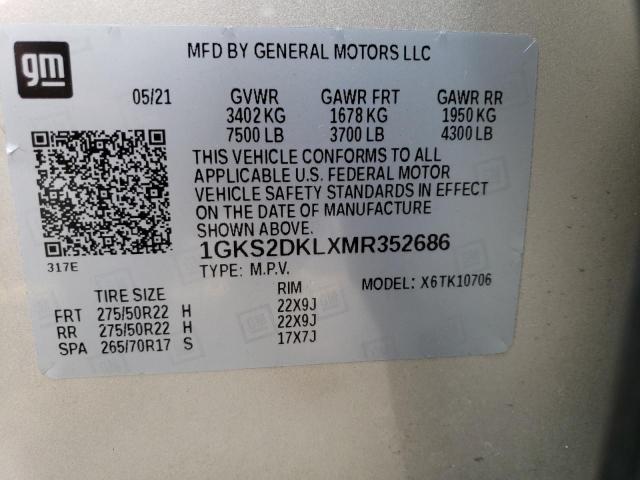 gm
MFD BY GENERAL MOTORS LLC
05/21 GVWR GAWR FRT GAWR RR
3402 KG 1678 KG 1950 KG
7500 LB 3700 LB 4300 LB
THIS VEHICLE CONFORMS TO ALL
APPLICABLE U.S. FEDERAL MOTOR
VEHICLE SAFETY STANDARDS IN EFFECT
ON THE DATE OF MANUFACTURE
SHOWN ABOVE.
1GKS2DKLXMR352686
317E
TYPE: M.P.V. MODEL: X6TK10706
TIRE SIZE RIM
FRT 275/50R22 H 22X9J
RR 275/50R22 H 22X9J
SPA 265/70R17 S 17X7J